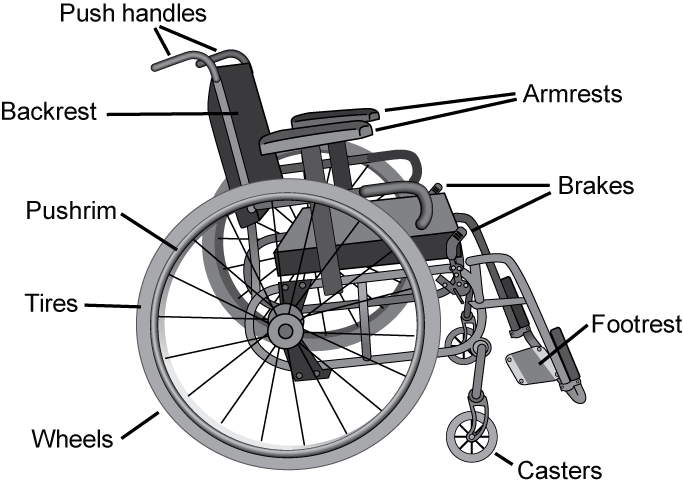 Push handles
Backrest
Armrests
Brakes
Pushrim
Tires
Footrest
Wheels
Casters